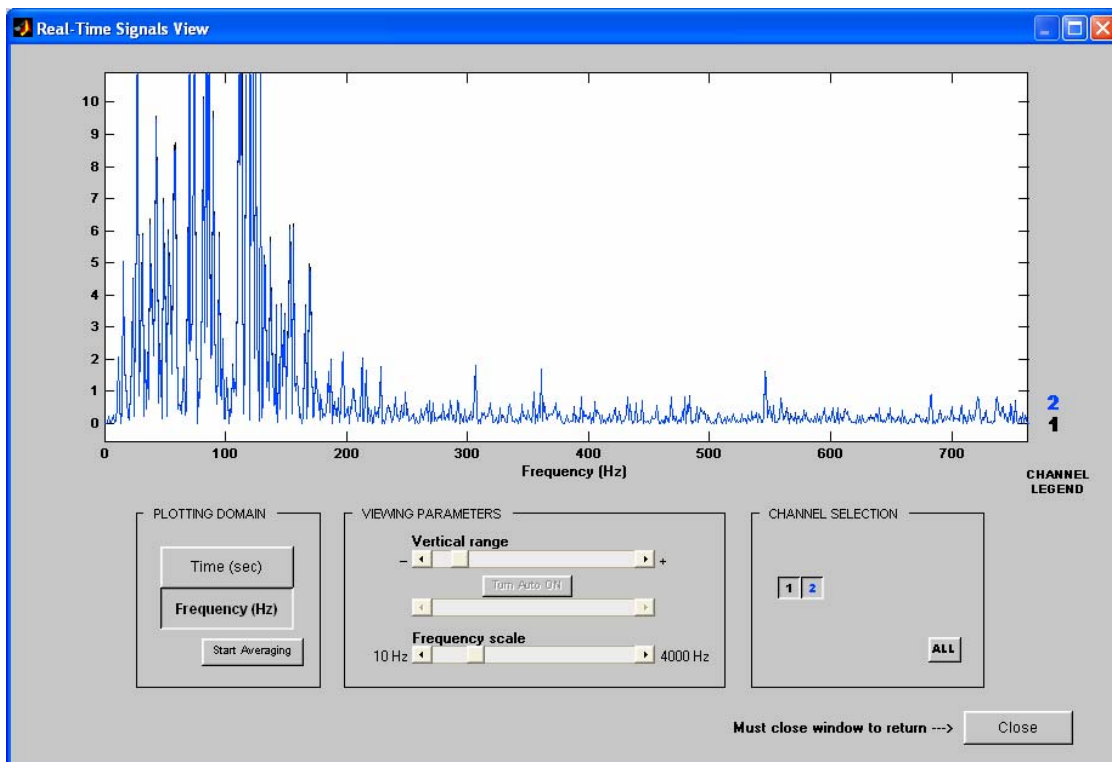 Real-Time Signals View
10
9
8
7
6
5
4
3
2
1
0
0 100 200 300 400 500 600 700
Frequency (Hz)
2
1
CHANNEL
LEGEND
PLOTTING DOMAIN
Time (sec)
Frequency (Hz)
Start Averaging
VIEWING PARAMETERS
Vertical range
– +
Turn Auto ON
Frequency scale
10 Hz 4000 Hz
CHANNEL SELECTION
1 2
ALL
Must close window to return --->
Close